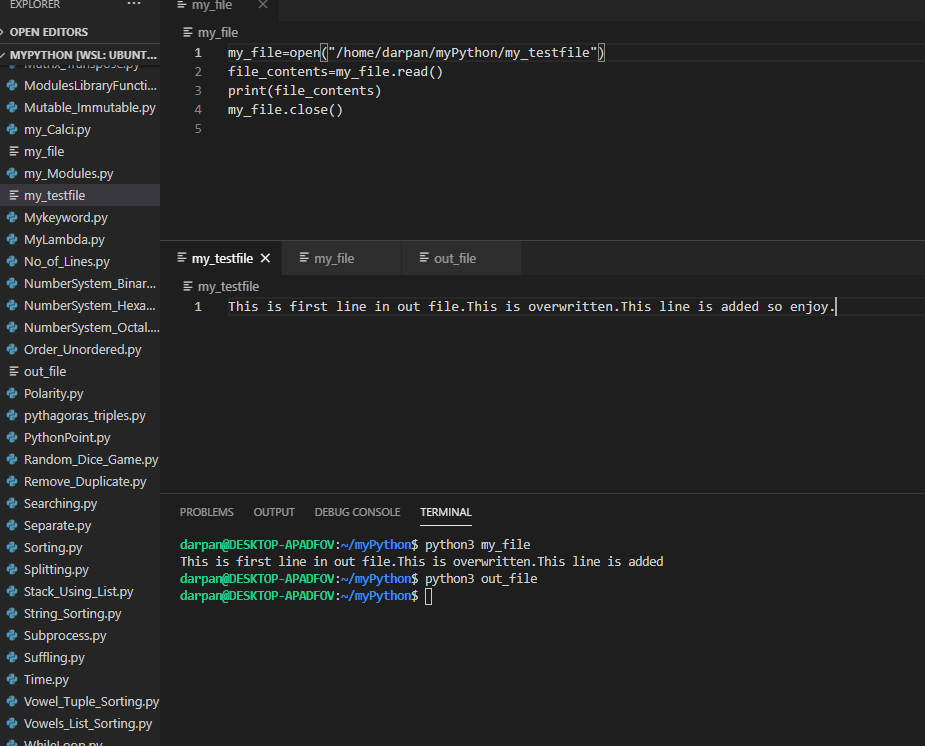 EXPLORER ...
OPEN EDITORS
MYPYTHON [WSL: UBUNT...
Matrix_Transpose.py
ModulesLibraryFuncti...
Mutable_Immutable.py
my_Calci.py
my_file
my_Modules.py
my_testfile
Mykeyword.py
MyLambda.py
No_of_Lines.py
NumberSystem_Binar...
NumberSystem_Hexa...
NumberSystem_Octal....
Order_Unordered.py
out_file
Polarity.py
pythagoras_triples.py
PythonPoint.py
Random_Dice_Game.py
Remove_Duplicate.py
Searching.py
Separate.py
Sorting.py
Splitting.py
Stack_Using_List.py
String_Sorting.py
Subprocess.py
Suffling.py
Time.py
Vowel_Tuple_Sorting.py
Vowels_List_Sorting.py
WhileLoop.py
my_file
my_file
1 my_file=open("/home/darpan/myPython/my_testfile")
2 file_contents=my_file.read()
3 print(file_contents)
4 my_file.close()
5
my_testfile my_file out_file
my_testfile
1 This is first line in out file.This is overwritten.This line is added so enjoy.
PROBLEMS OUTPUT DEBUG CONSOLE TERMINAL
darpan@DESKTOP-APADFOV:~/myPython$ python3 my_file
This is first line in out file.This is overwritten.This line is added
darpan@DESKTOP-APADFOV:~/myPython$ python3 out_file
darpan@DESKTOP-APADFOV:~/myPython$